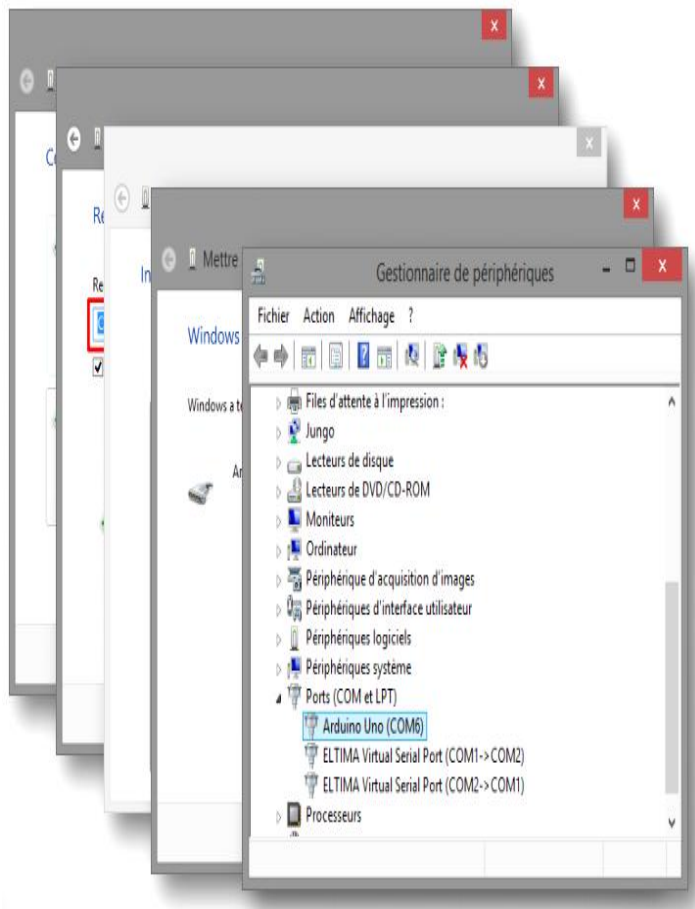 Mettre
Windows
Windows a te
Gestionnaire de périphériques
Fichier Action Affichage ?
Files d'attente à l'impression :
Jungo
Lecteurs de disque
Lecteurs de DVD/CD-ROM
Moniteurs
Ordinateur
Périphérique d'acquisition d'images
Périphériques d'interface utilisateur
Périphériques logiciels
Périphériques système
Ports (COM et LPT)
Arduino Uno (COM6)
ELTIMA Virtual Serial Port (COM1->COM2)
ELTIMA Virtual Serial Port (COM2->COM1)
Processeurs